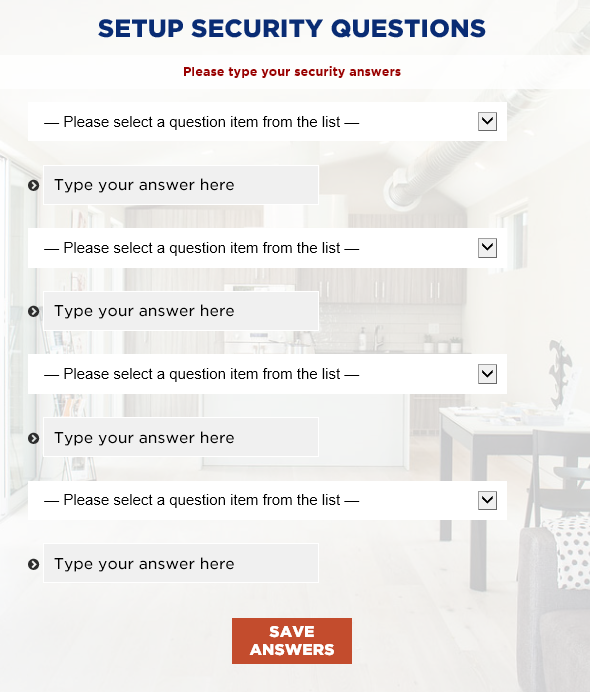 SETUP SECURITY QUESTIONS
Please type your security answers
— Please select a question item from the list —
Type your answer here
— Please select a question item from the list —
Type your answer here
— Please select a question item from the list —
Type your answer here
— Please select a question item from the list —
Type your answer here
SAVE
ANSWERS